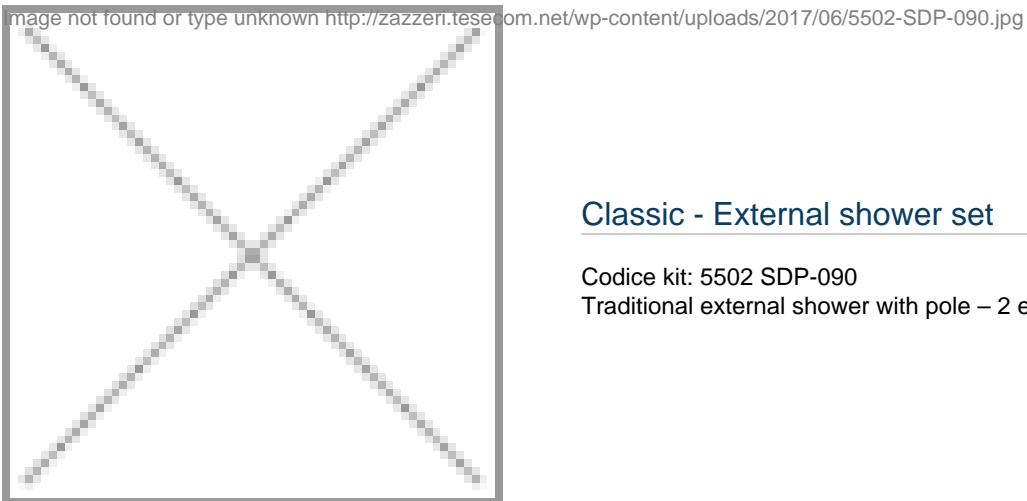 Image not found or type unknown http://zazzeri.tesecom.net/wp-content/uploads/2017/06/5502-SDP-090.jpg
Classic - External shower set
Codice kit: 5502 SDP-090
Traditional external shower with pole – 2 e